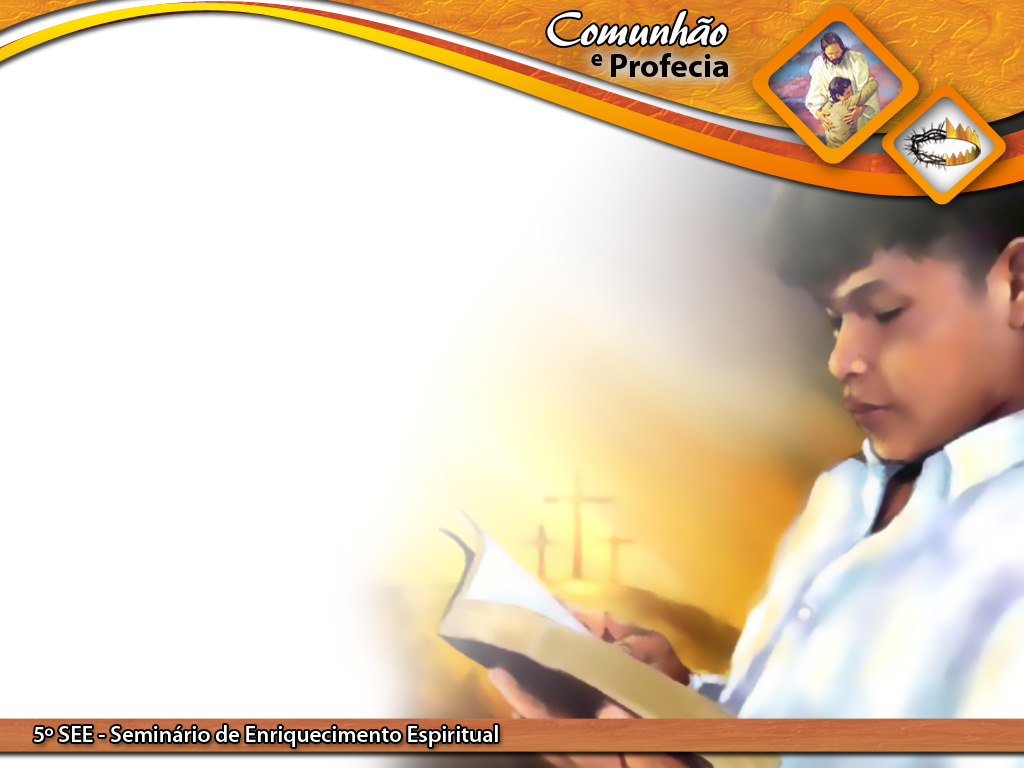 Comunhão
e Profecia
5º SEE - Seminário de Enriquecimento Espiritual